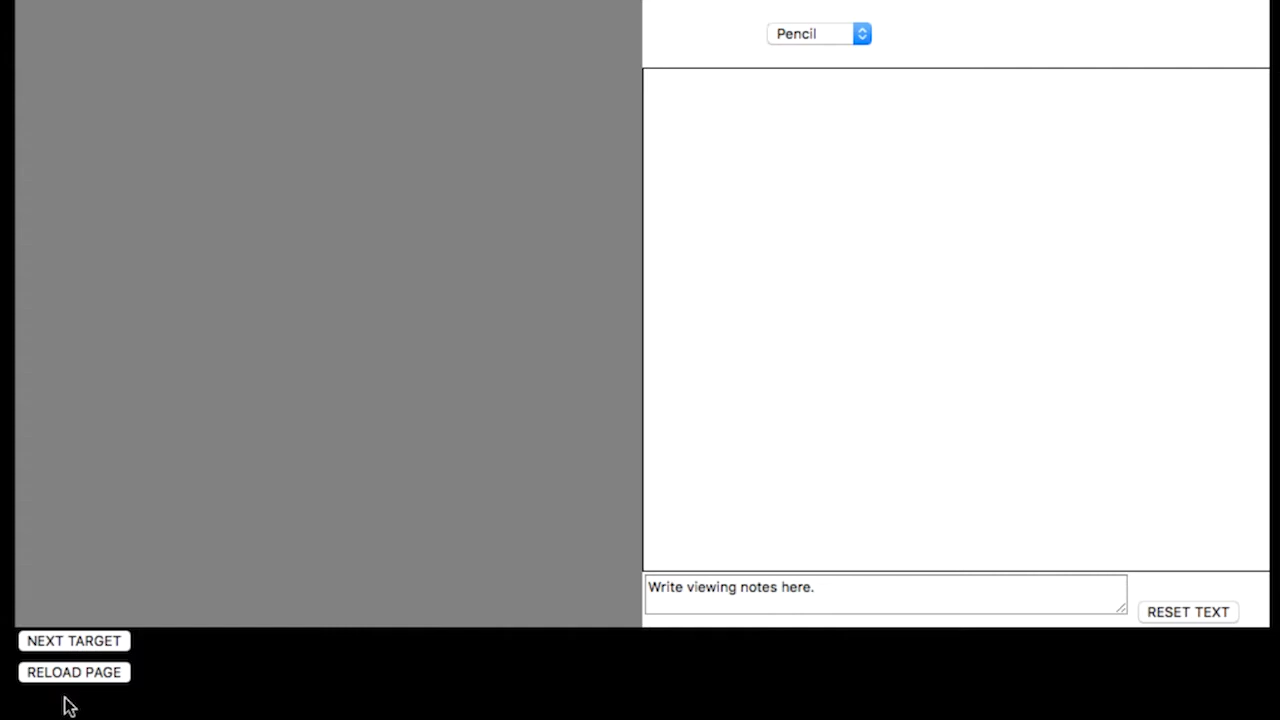 Pencil
Write viewing notes here.
RESET TEXT
NEXT TARGET
RELOAD PAGE